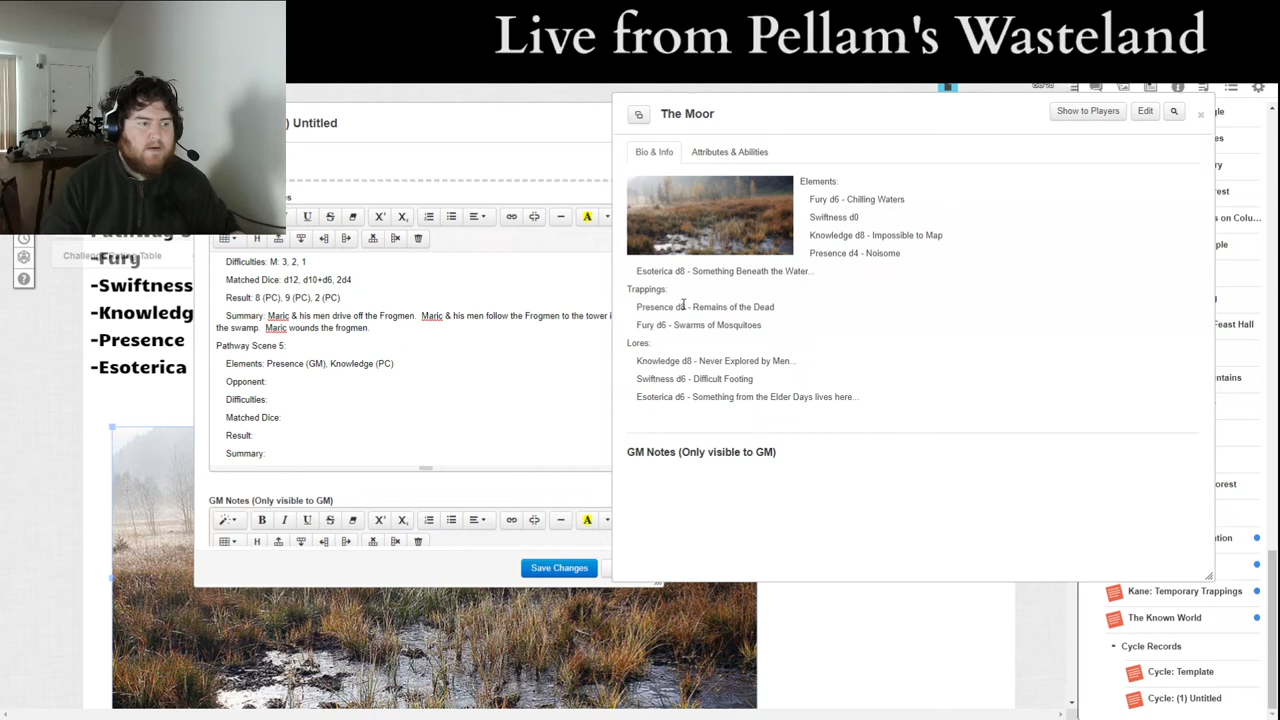 Live from Pellam's Wasteland
) Untitled
The Moor
Show to Players
Edit
Bio & Info
Attributes & Abilities
Elements:
Fury d6 - Chilling Waters
Swiftness d0
Knowledge d8 - Impossible to Map
Presence d4 - Noisome
Esoterica d8 - Something Beneath the Water...
Trappings:
- Remains of the Dead
Fury d6 - Swarms of Mosquitoes
Lores:
Knowledge d8 - Never Explored by Men...
Swiftness d6 - Difficult Footing
Esoterica d6 - Something from the Elder Days lives here...
GM Notes (Only visible to GM)
Difficulties: M: 3, 2, 1
Matched Dice: d12, d10+d6, 2d4
Result: 8 (PC), 9 (PC), 2 (PC)
Summary: Maric & his men drive off the Frogmen. Maric & his men follow the Frogmen to the tower i
the swamp. Maric wounds the frogmen.
Pathway Scene 5:
Elements: Presence (GM), Knowledge (PC)
Opponent:
Difficulties:
Matched Dice:
Result:
Summary:
GM Notes (Only visible to GM)
Save Changes
Challenge Rating Table
-Fury
-Swiftness
-Knowledg
-Presence
-Esoterica
s on Colu...
Feast Hall
Kane: Temporary Trappings
The Known World
Cycle Records
Cycle: Template
Cycle: (1) Untitled